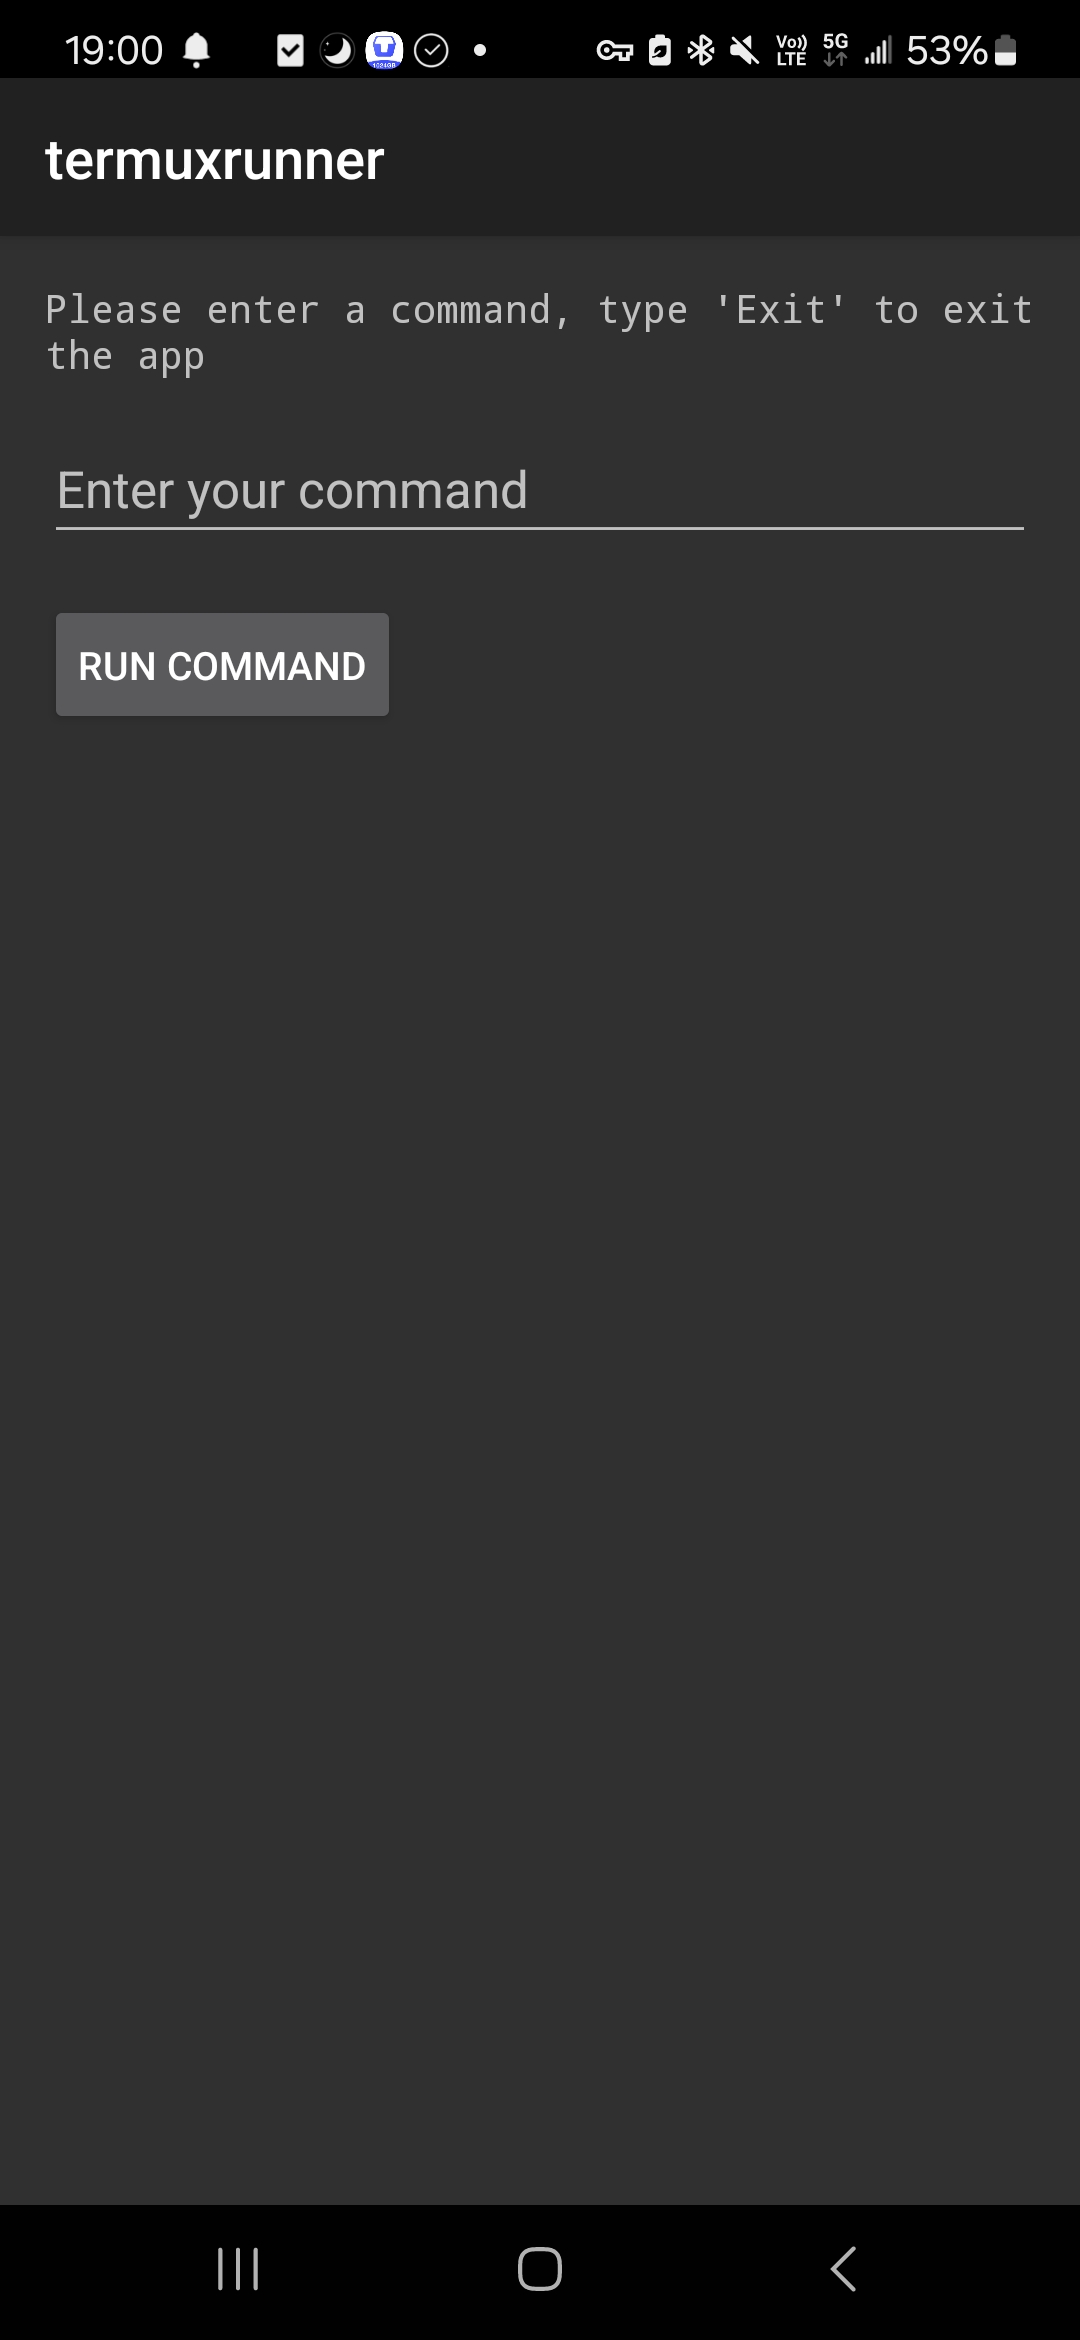 19:00
Vo)) 5G 53%
LTE
termuxrunner
Please enter a command, type 'Exit' to exit
the app
Enter your command
RUN COMMAND